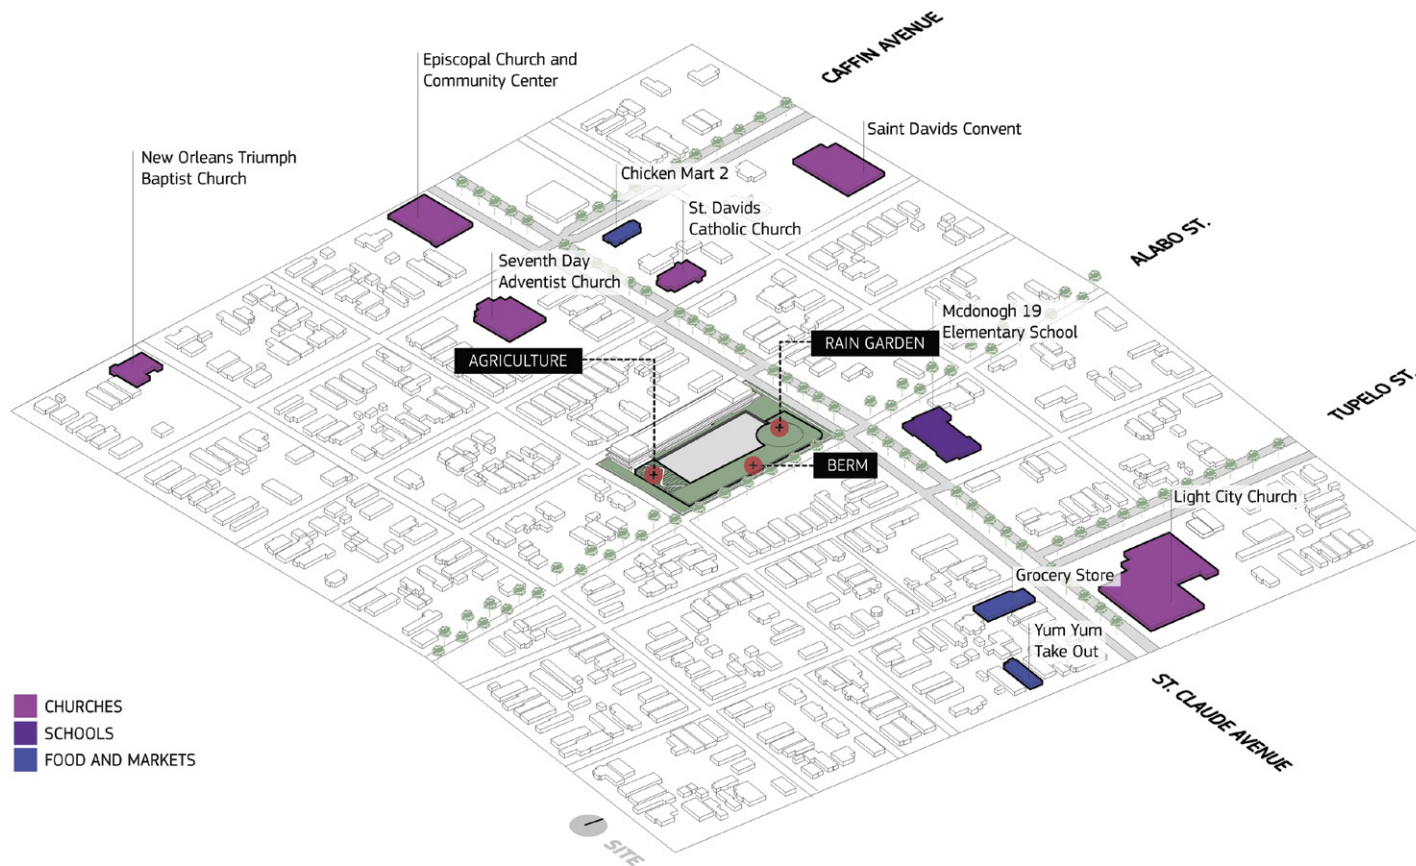 CAFFIN AVENUE
Episcopal Church and
Community Center
Saint Davids Convent
New Orleans Triumph
Baptist Church
Chicken Mart 2
St. Davids
Catholic Church
ALABO ST.
Seventh Day
Adventist Church
Mcdonogh 19
Elementary School
RAIN GARDEN
AGRICULTURE
TUPELO ST.
BERM
Light City Church
Grocery Store
Yum Yum
Take Out
ST. CLAUDE AVENUE
CHURCHES
SCHOOLS
FOOD AND MARKETS
SITE